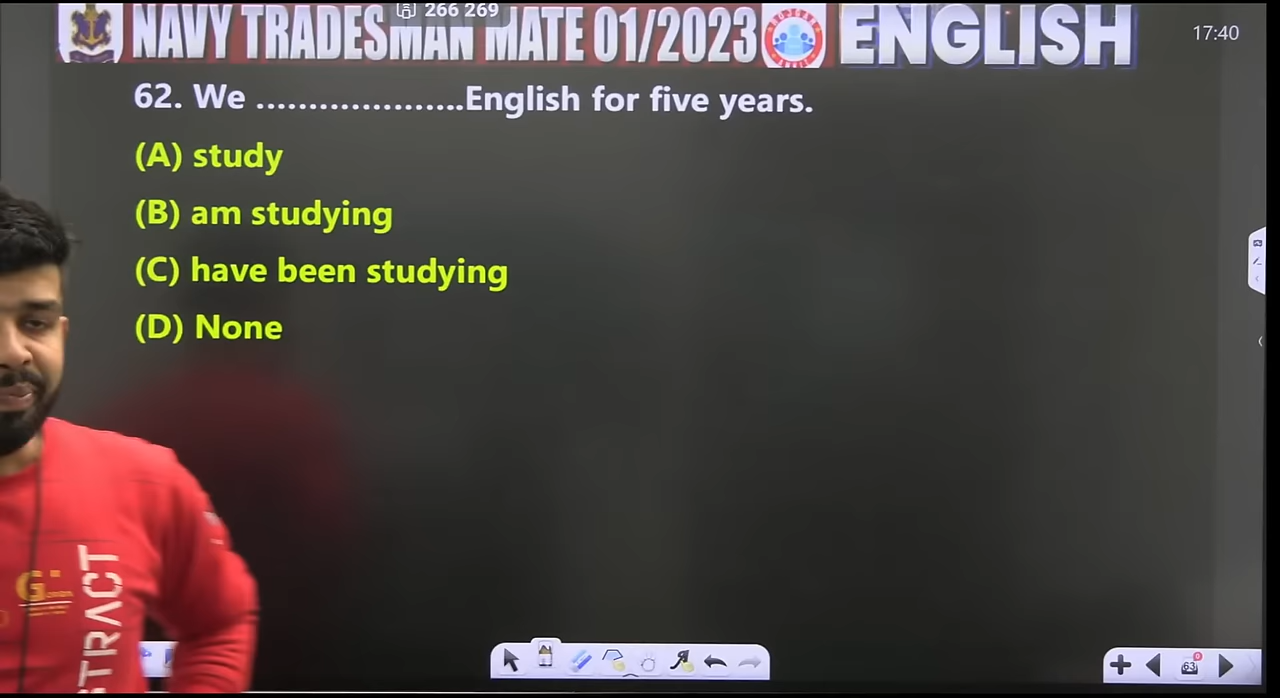 266 269
NAVY TRADESMAN MATE 01/2023 ENGLISH
17:40
62. We ....................English for five years.
(A) study
(B) am studying
(C) have been studying
(D) None
G
STRACT
63